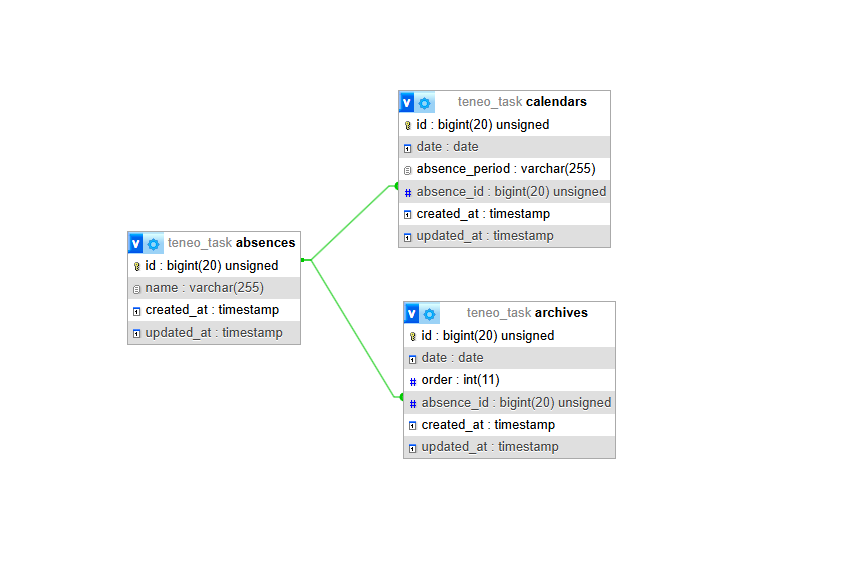 v teneo_task calendars
id : bigint(20) unsigned
date : date
absence_period : varchar(255)
# absence_id : bigint(20) unsigned
created_at : timestamp
updated_at : timestamp
v teneo_task absences
id : bigint(20) unsigned
name : varchar(255)
created_at : timestamp
updated_at : timestamp
v teneo_task archives
id : bigint(20) unsigned
date : date
# order : int(11)
# absence_id : bigint(20) unsigned
created_at : timestamp
updated_at : timestamp